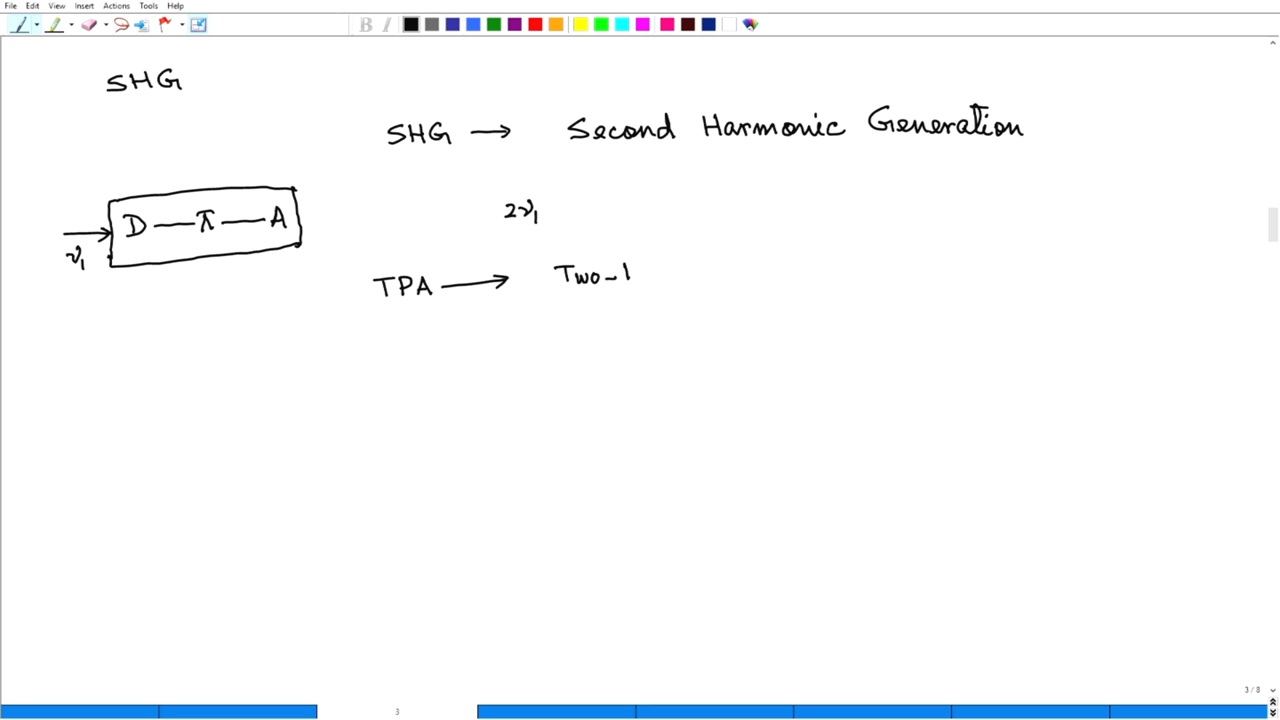 File Edit View Insert Actions Tools Help
B I
SHG
SHG → Second Harmonic Generation
D — π — A
ν₁
2ν₁
TPA → Two-
3 / 8
3